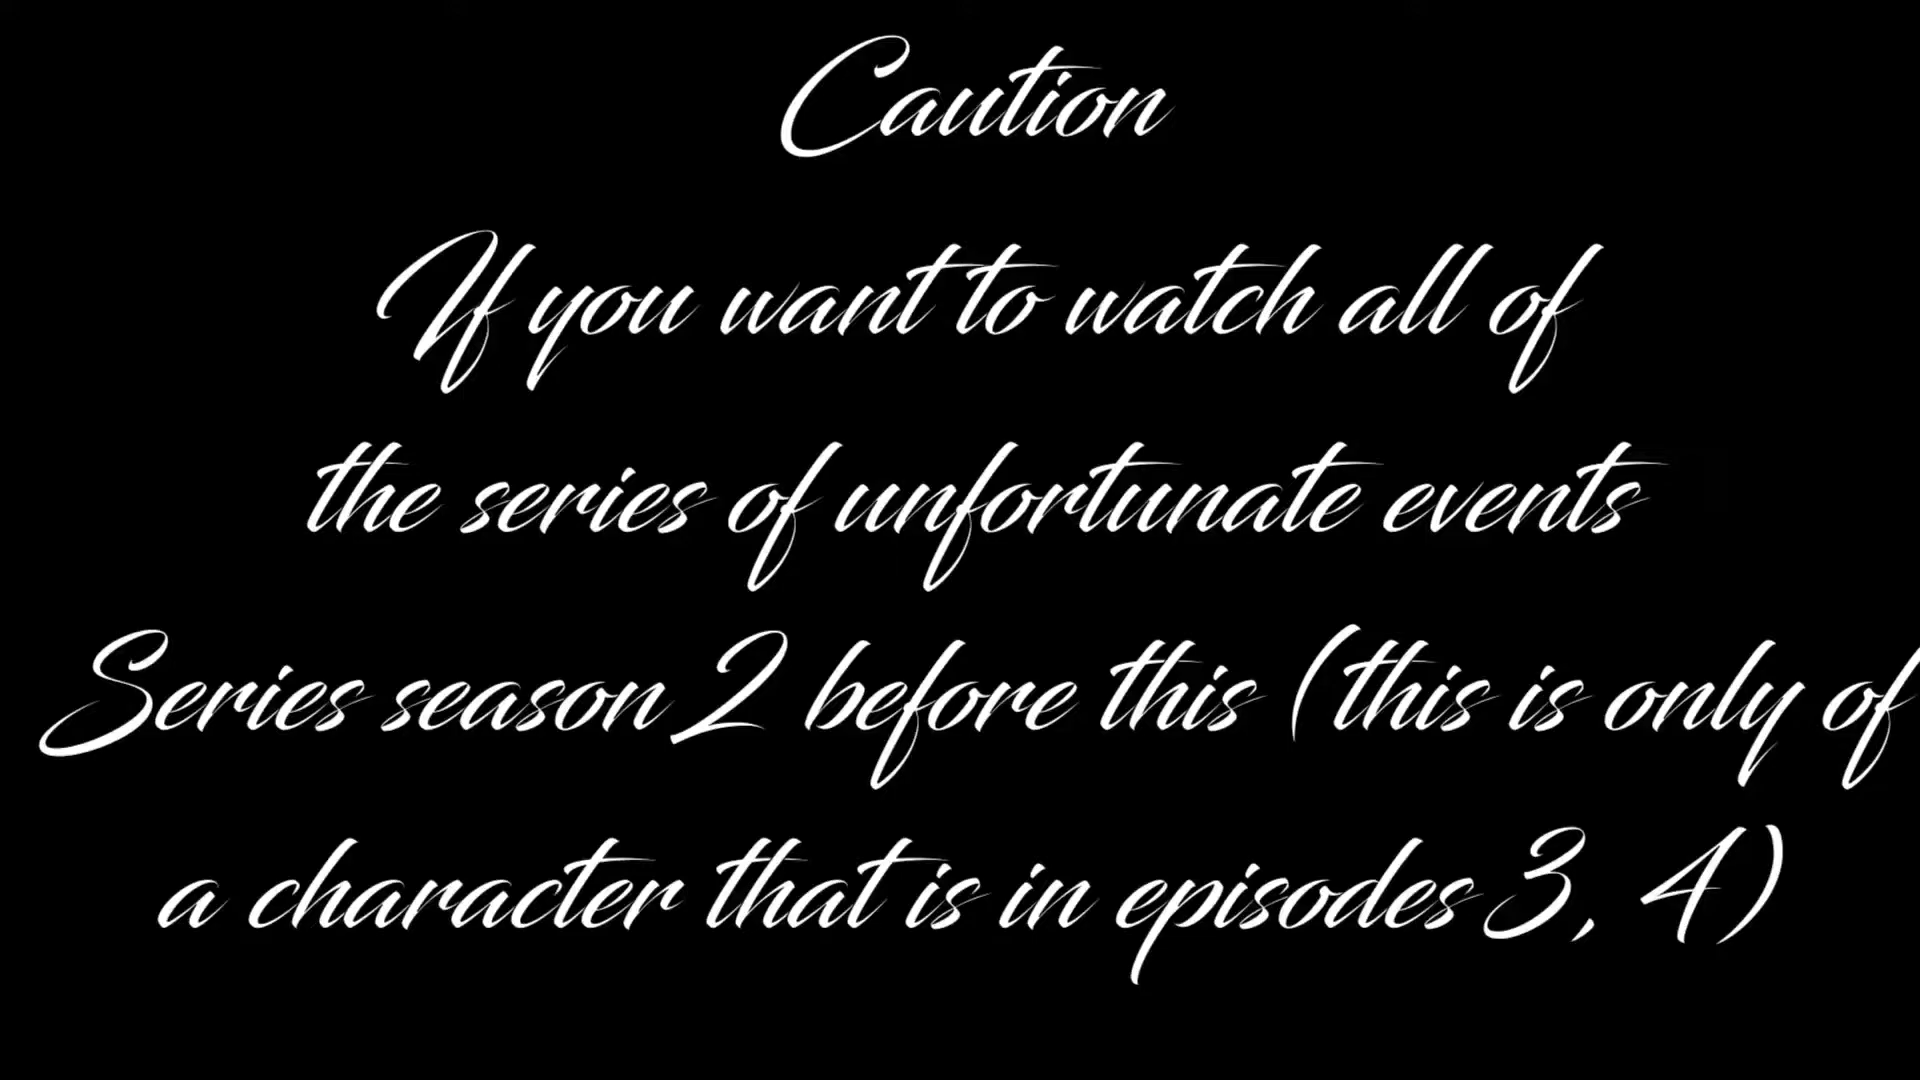 Caution
If you want to watch all of
the series of unfortunate events
Series season 2 before this (this is only of
a character that is in episodes 3, 4)